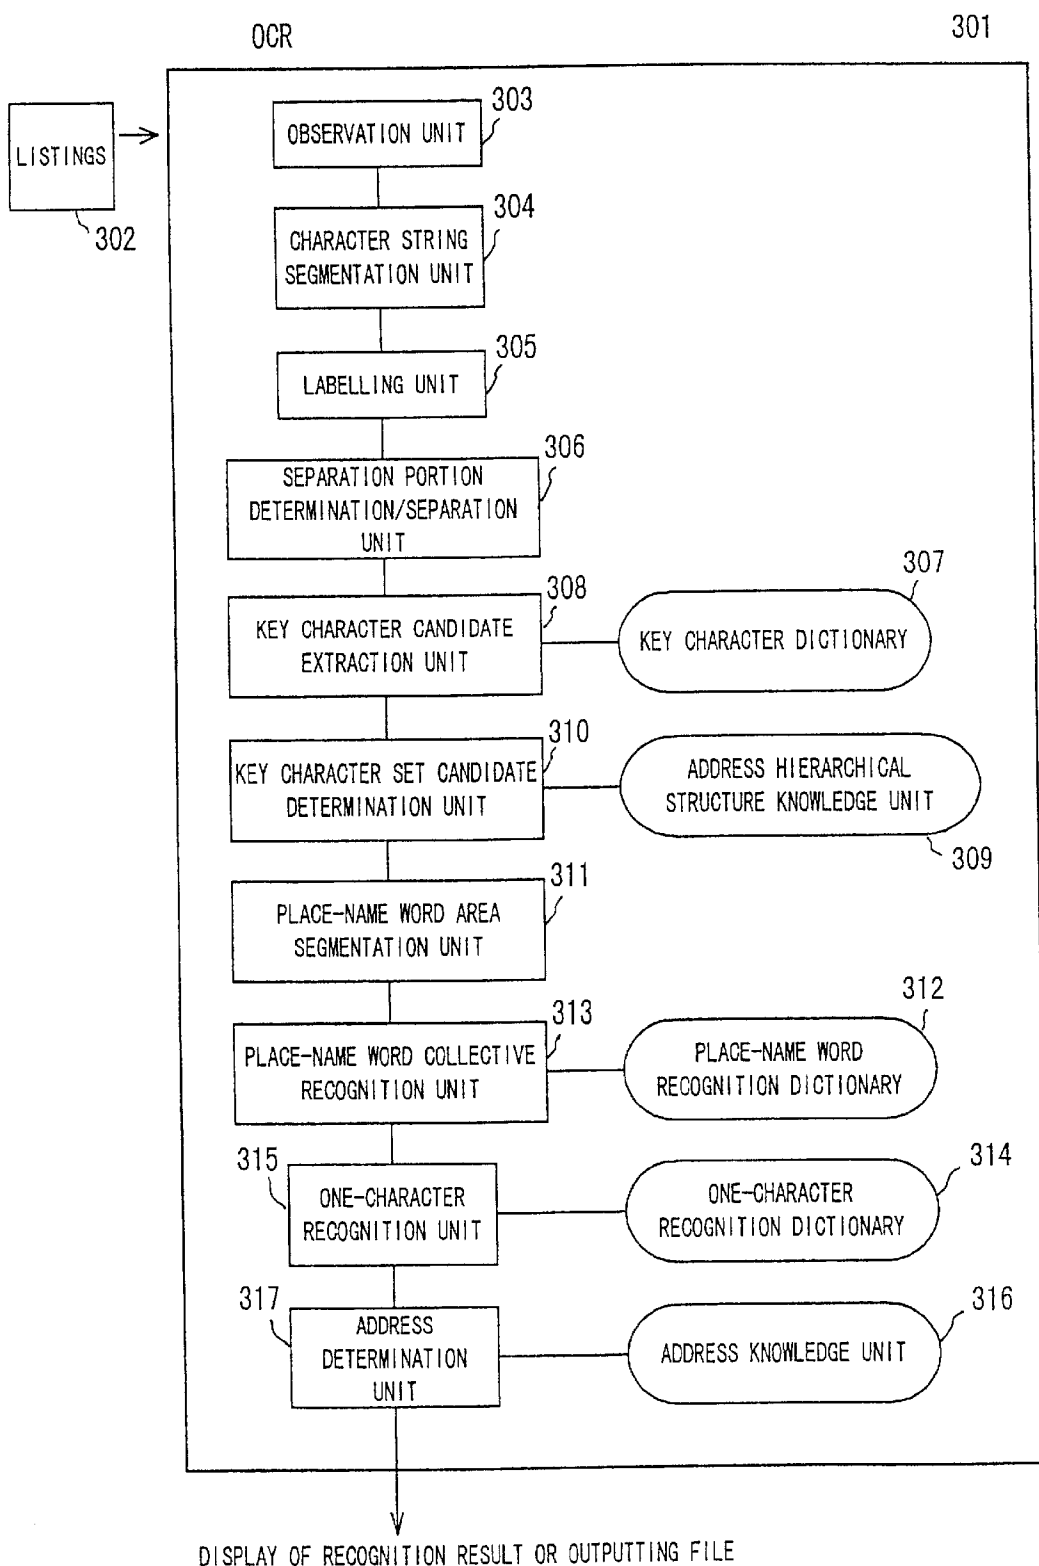 OCR
301
LISTINGS
302
303
OBSERVATION UNIT
304
CHARACTER STRING
SEGMENTATION UNIT
305
LABELLING UNIT
306
SEPARATION PORTION
DETERMINATION/SEPARATION
UNIT
307
308
KEY CHARACTER CANDIDATE
EXTRACTION UNIT
KEY CHARACTER DICTIONARY
310
KEY CHARACTER SET CANDIDATE
DETERMINATION UNIT
ADDRESS HIERARCHICAL
STRUCTURE KNOWLEDGE UNIT
309
311
PLACE-NAME WORD AREA
SEGMENTATION UNIT
312
313
PLACE-NAME WORD COLLECTIVE
RECOGNITION UNIT
PLACE-NAME WORD
RECOGNITION DICTIONARY
315
314
ONE-CHARACTER
RECOGNITION UNIT
ONE-CHARACTER
RECOGNITION DICTIONARY
317
316
ADDRESS
DETERMINATION
UNIT
ADDRESS KNOWLEDGE UNIT
DISPLAY OF RECOGNITION RESULT OR OUTPUTTING FILE